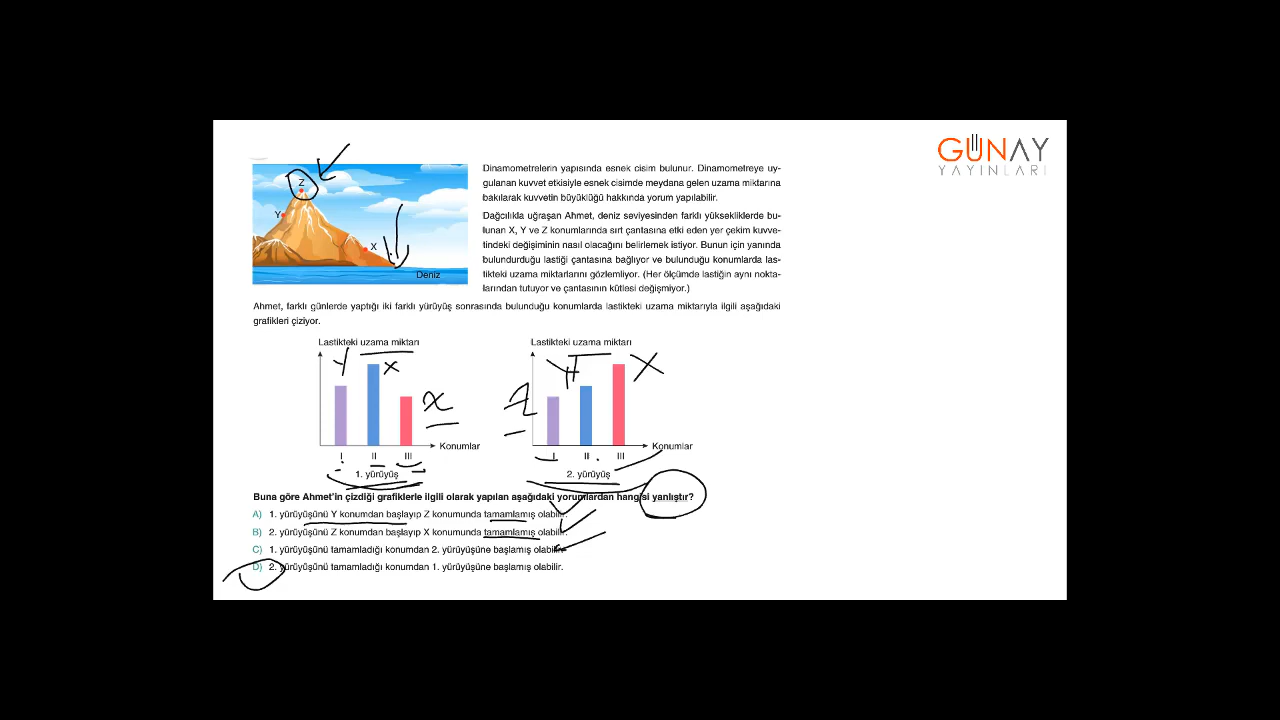 GÜNAY
YAYINLARI
Z
Y
X
Deniz
Dinamometrelerin yapısında esnek cisim bulunur. Dinamometreye uy-
gulanan kuvvet etkisiyle esnek cisimde meydana gelen uzama miktarına
bakılarak kuvvetin büyüklüğü hakkında yorum yapılabilir.
Dağcılıkla uğraşan Ahmet, deniz seviyesinden farklı yüksekliklerde bu-
lunan X, Y ve Z konumlarında sırt çantasına etki eden yer çekim kuvve-
tindeki değişiminin nasıl olacağını belirlemek istiyor. Bunun için yanında
bulundurduğu lastiği çantasına bağlıyor ve bulunduğu konumlarda las-
tikteki uzama miktarlarını gözlemliyor. (Her ölçümde lastiğin aynı nokta-
larından tutuyor ve çantasının kütlesi değişmiyor.)
Ahmet, farklı günlerde yaptığı iki farklı yürüyüş sonrasında bulunduğu konumlarda lastikteki uzama miktarıyla ilgili aşağıdaki
grafikleri çiziyor.
Lastikteki uzama miktarı
Y
x
x
Konumlar
I II III
1. yürüyüş
Lastikteki uzama miktarı
Y
X
Z
Konumlar
I II III
2. yürüyüş
Buna göre Ahmet'in çizdiği grafiklerle ilgili olarak yapılan aşağıdaki yorumlardan hangisi yanlıştır?
A) 1. yürüyüşünü Y konumdan başlayıp Z konumunda tamamlamış olabilir.
B) 2. yürüyüşünü Z konumdan başlayıp X konumunda tamamlamış olabilir.
C) 1. yürüyüşünü tamamladığı konumdan 2. yürüyüşüne başlamış olabilir.
D) 2. yürüyüşünü tamamladığı konumdan 1. yürüyüşüne başlamış olabilir.